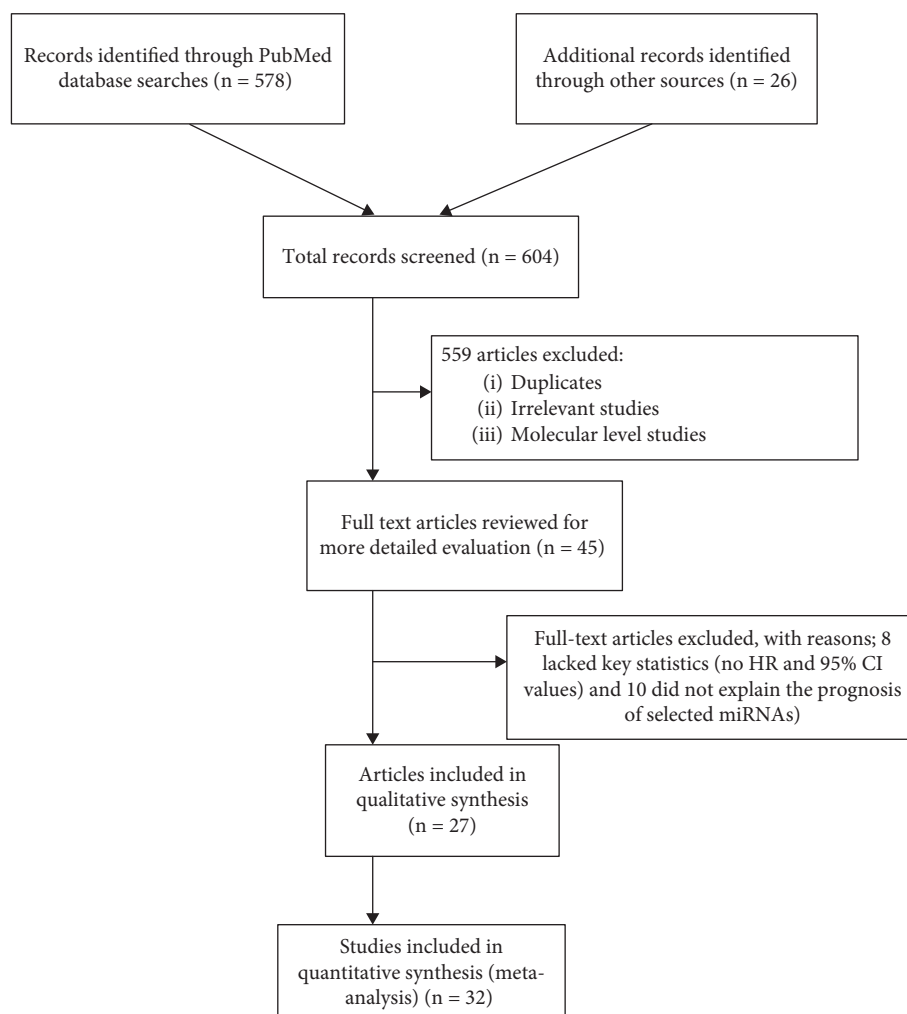 Records identified through PubMed
database searches (n = 578)
Additional records identified
through other sources (n = 26)
Total records screened (n = 604)
559 articles excluded:
(i) Duplicates
(ii) Irrelevant studies
(iii) Molecular level studies
Full text articles reviewed for
more detailed evaluation (n = 45)
Full-text articles excluded, with reasons; 8
lacked key statistics (no HR and 95% CI
values) and 10 did not explain the prognosis
of selected miRNAs)
Articles included in
qualitative synthesis
(n = 27)
Studies included in
quantitative synthesis (meta-
analysis) (n = 32)